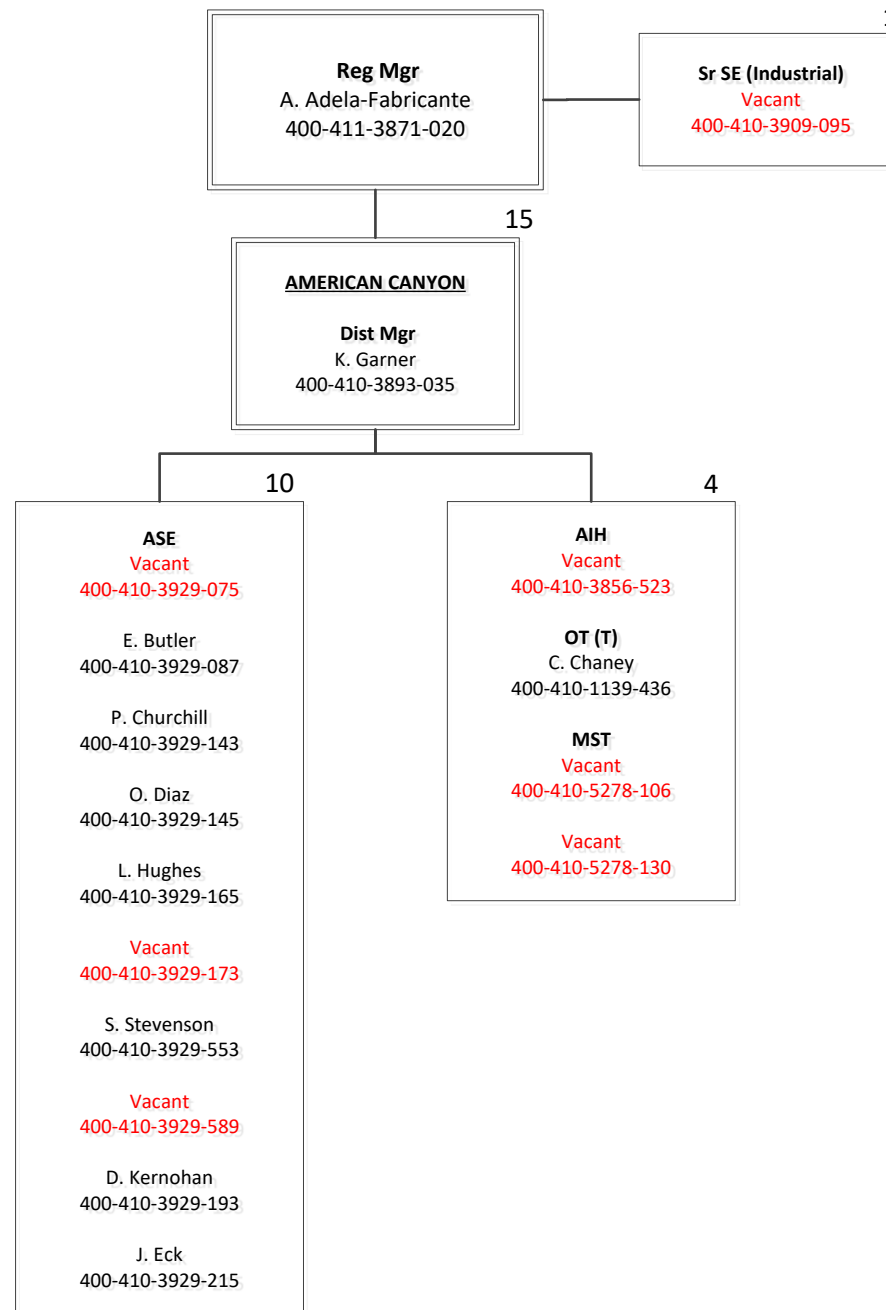 Reg Mgr
A. Adela-Fabricante
400-411-3871-020
Sr SE (Industrial)
Vacant
400-410-3909-095
15
AMERICAN CANYON
Dist Mgr
K. Garner
400-410-3893-035
10
ASE
Vacant
400-410-3929-075
E. Butler
400-410-3929-087
P. Churchill
400-410-3929-143
O. Diaz
400-410-3929-145
L. Hughes
400-410-3929-165
Vacant
400-410-3929-173
S. Stevenson
400-410-3929-553
Vacant
400-410-3929-589
D. Kernohan
400-410-3929-193
J. Eck
400-410-3929-215
4
AIH
Vacant
400-410-3856-523
OT (T)
C. Chaney
400-410-1139-436
MST
Vacant
400-410-5278-106
Vacant
400-410-5278-130